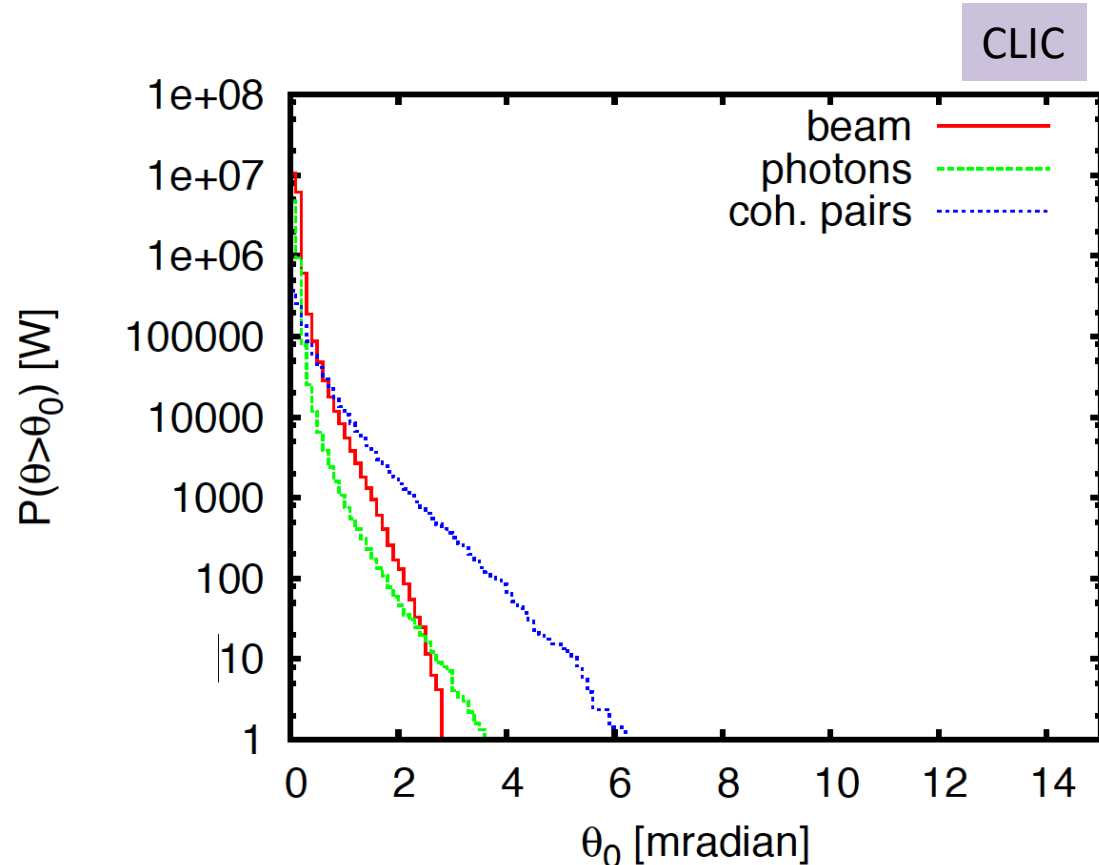 CLIC
1e+08
1e+07
1e+06
100000
10000
1000
100
10
1
P(θ>θ₀) [W]
beam
photons
coh. pairs
0 2 4 6 8 10 12 14
θ₀ [mradian]